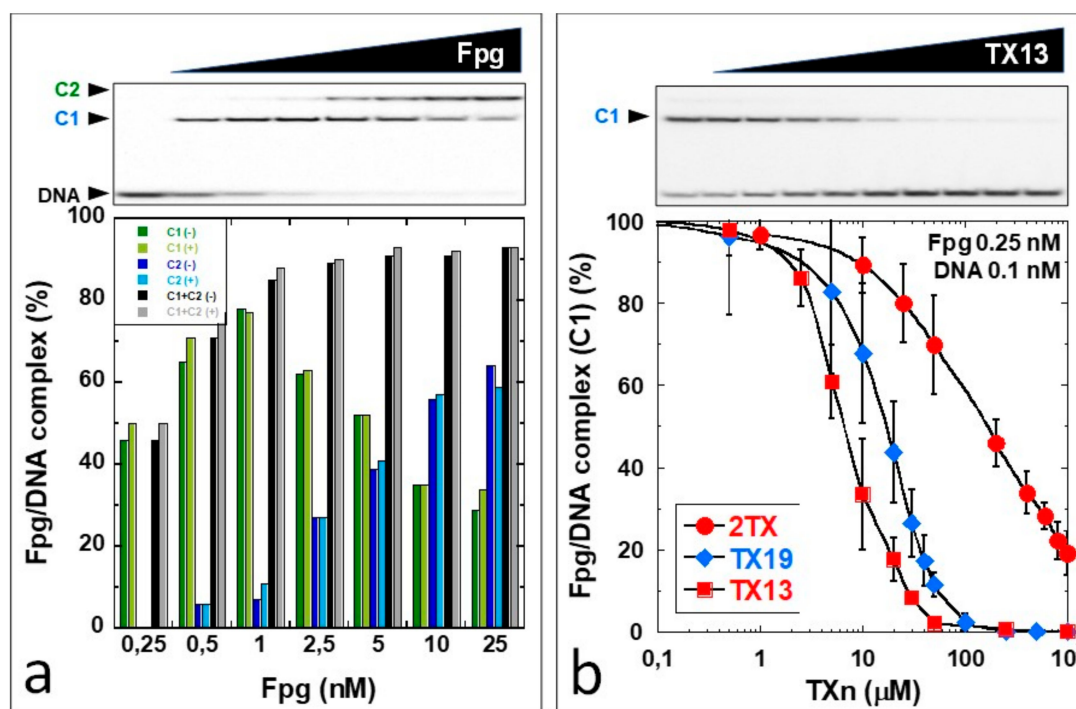 Fpg
C2
C1
DNA
Fpg/DNA complex (%)
100
80
60
40
20
0
C1 (-)
C1 (+)
C2 (-)
C2 (+)
C1+C2 (-)
C1+C2 (+)
0,25 0,5 1 2,5 5 10 25
Fpg (nM)
a
TX13
C1
Fpg/DNA complex (C1) (%)
100
80
60
40
20
0
Fpg 0.25 nM
DNA 0.1 nM
2TX
TX19
TX13
0,1 1 10 100 10
TXn (μM)
b